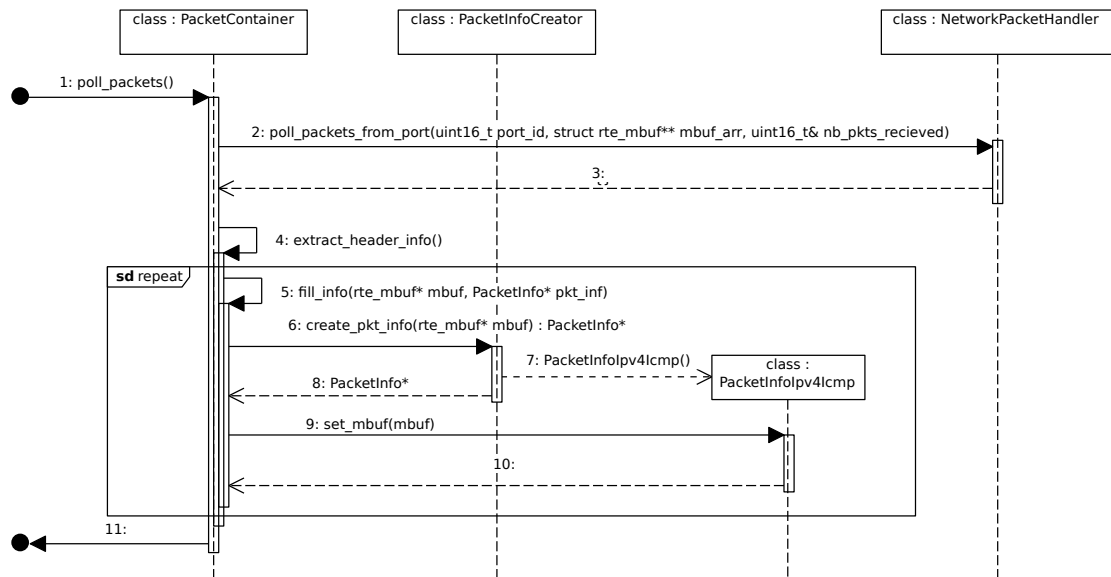 class : PacketContainer
class : PacketInfoCreator
class : NetworkPacketHandler
1: poll_packets()
2: poll_packets_from_port(uint16_t port_id, struct rte_mbuf** mbuf_arr, uint16_t& nb_pkts_recieved)
3:
4: extract_header_info()
sd repeat
5: fill_info(rte_mbuf* mbuf, PacketInfo* pkt_inf)
6: create_pkt_info(rte_mbuf* mbuf) : PacketInfo*
7: PacketInfoIpv4Icmp()
class :
PacketInfoIpv4Icmp
8: PacketInfo*
9: set_mbuf(mbuf)
10:
11: